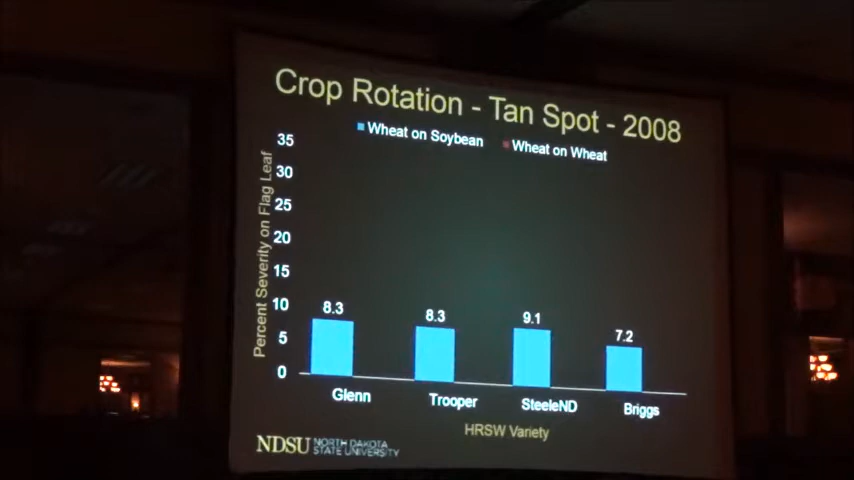 Crop Rotation - Tan Spot - 2008
Wheat on Soybean
Wheat on Wheat
Percent Severity on Flag Leaf
35
30
25
20
15
10
5
0
8.3
8.3
9.1
7.2
Glenn
Trooper
SteeleND
Briggs
HRSW Variety
NDSU NORTH DAKOTA
STATE UNIVERSITY